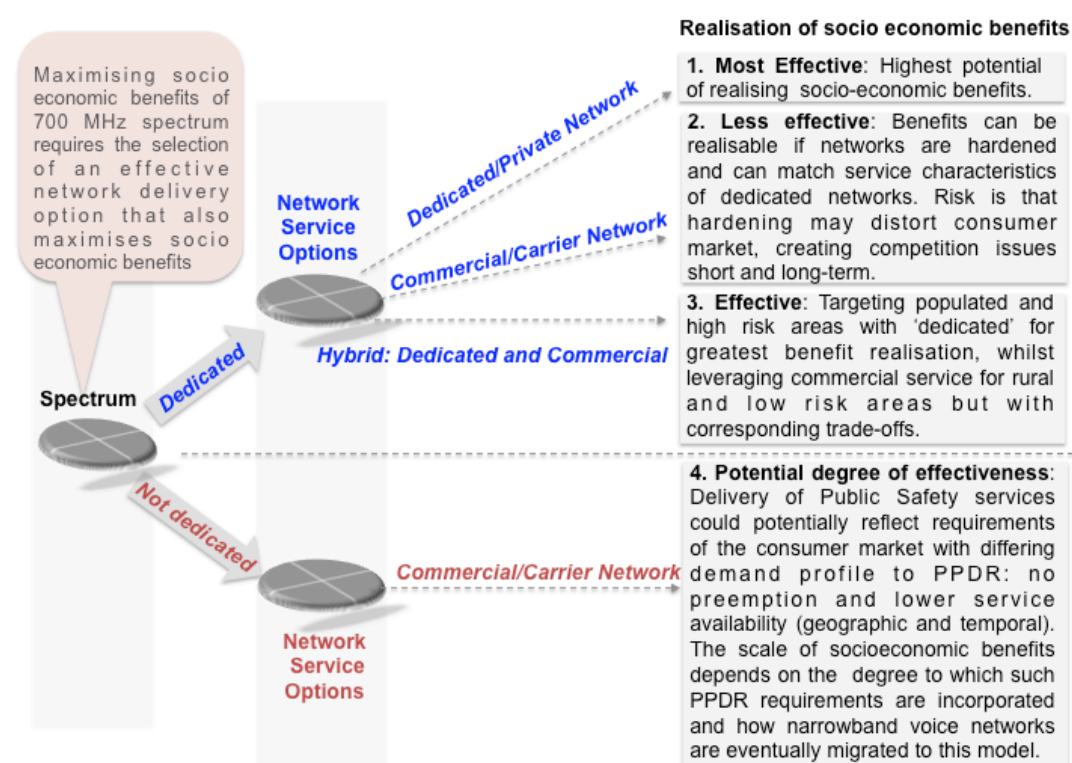 Realisation of socio economic benefits
Maximising socio
economic benefits of
700 MHz spectrum
requires the selection
of an effective
network delivery
option that also
maximises socio
economic benefits
Spectrum
Dedicated
Not dedicated
Network
Service
Options
Dedicated/Private Network
Commercial/Carrier Network
Hybrid: Dedicated and Commercial
1. Most Effective: Highest potential
of realising socio-economic benefits.
2. Less effective: Benefits can be
realisable if networks are hardened
and can match service characteristics
of dedicated networks. Risk is that
hardening may distort consumer
market, creating competition issues
short and long-term.
3. Effective: Targeting populated and
high risk areas with ‘dedicated’ for
greatest benefit realisation, whilst
leveraging commercial service for rural
and low risk areas but with
corresponding trade-offs.
Network
Service
Options
Commercial/Carrier Network
4. Potential degree of effectiveness:
Delivery of Public Safety services
could potentially reflect requirements
of the consumer market with differing
demand profile to PPDR: no
preemption and lower service
availability (geographic and temporal).
The scale of socioeconomic benefits
depends on the degree to which such
PPDR requirements are incorporated
and how narrowband voice networks
are eventually migrated to this model.